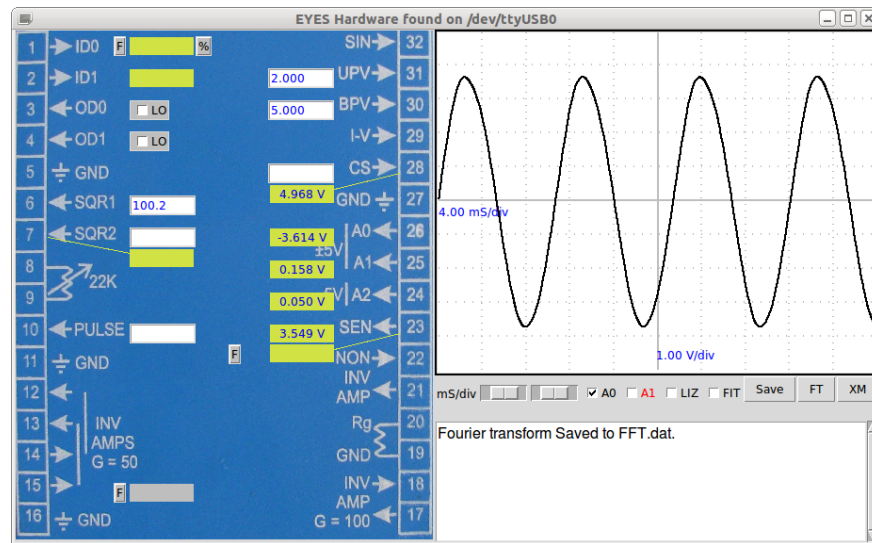 EYES Hardware found on /dev/ttyUSB0
1 ID0 F %
2 ID1
3 OD0 LO
4 OD1 LO
5 GND
6 SQR1 100.2
7 SQR2
8
22K
9
10 PULSE
11 GND
12
13 INV
AMPS
14
G = 50
15 F
16 GND
SIN 32
2.000 UPV 31
5.000 BPV 30
I-V 29
CS 28
4.968 V GND 27
-3.614 V A0 26
±5V
0.158 V A1 25
0.050 V 5V A2 24
3.549 V SEN 23
F NON 22
INV
AMP 21
Rg 20
GND 19
INV 18
AMP
G = 100 17
4.00 mS/div
1.00 V/div
mS/div A0 A1 LIZ FIT Save FT XM
Fourier transform Saved to FFT.dat.